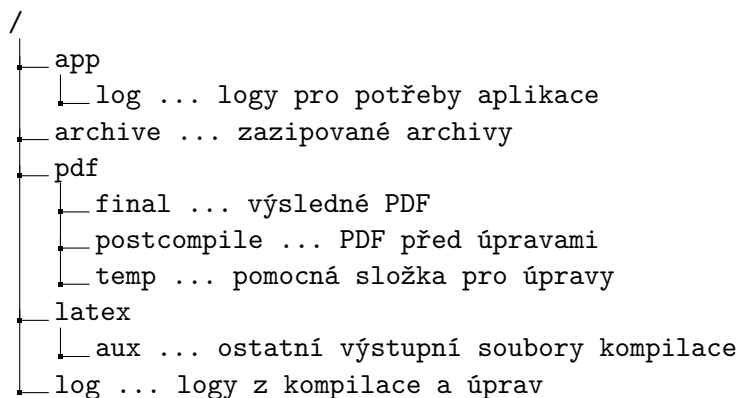 /
app
log ... logy pro potřeby aplikace
archive ... zazipované archivy
pdf
final ... výsledné PDF
postcompile ... PDF před úpravami
temp ... pomocná složka pro úpravy
latex
aux ... ostatní výstupní soubory kompilace
log ... logy z kompilace a úprav